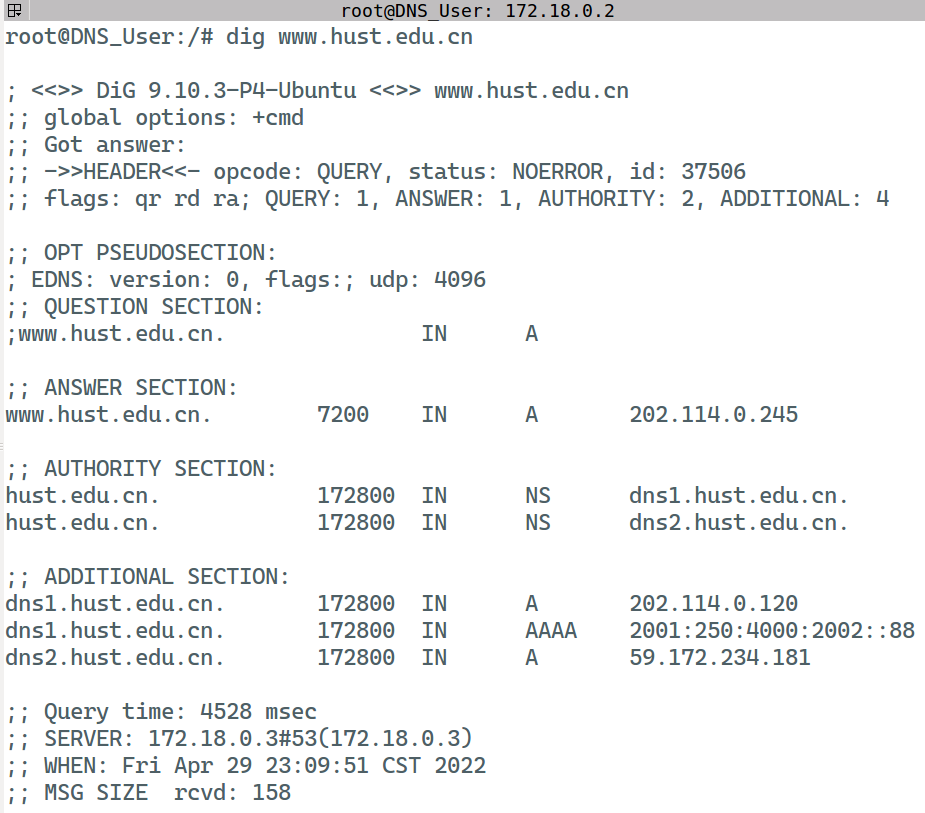 root@DNS_User: 172.18.0.2
root@DNS_User:/# dig www.hust.edu.cn

; <<>> DiG 9.10.3-P4-Ubuntu <<>> www.hust.edu.cn
;; global options: +cmd
;; Got answer:
;; ->>HEADER<<- opcode: QUERY, status: NOERROR, id: 37506
;; flags: qr rd ra; QUERY: 1, ANSWER: 1, AUTHORITY: 2, ADDITIONAL: 4

;; OPT PSEUDOSECTION:
; EDNS: version: 0, flags:; udp: 4096
;; QUESTION SECTION:
;www.hust.edu.cn.		IN	A

;; ANSWER SECTION:
www.hust.edu.cn.	7200	IN	A	202.114.0.245

;; AUTHORITY SECTION:
hust.edu.cn.		172800	IN	NS	dns1.hust.edu.cn.
hust.edu.cn.		172800	IN	NS	dns2.hust.edu.cn.

;; ADDITIONAL SECTION:
dns1.hust.edu.cn.	172800	IN	A	202.114.0.120
dns1.hust.edu.cn.	172800	IN	AAAA	2001:250:4000:2002::88
dns2.hust.edu.cn.	172800	IN	A	59.172.234.181

;; Query time: 4528 msec
;; SERVER: 172.18.0.3#53(172.18.0.3)
;; WHEN: Fri Apr 29 23:09:51 CST 2022
;; MSG SIZE  rcvd: 158